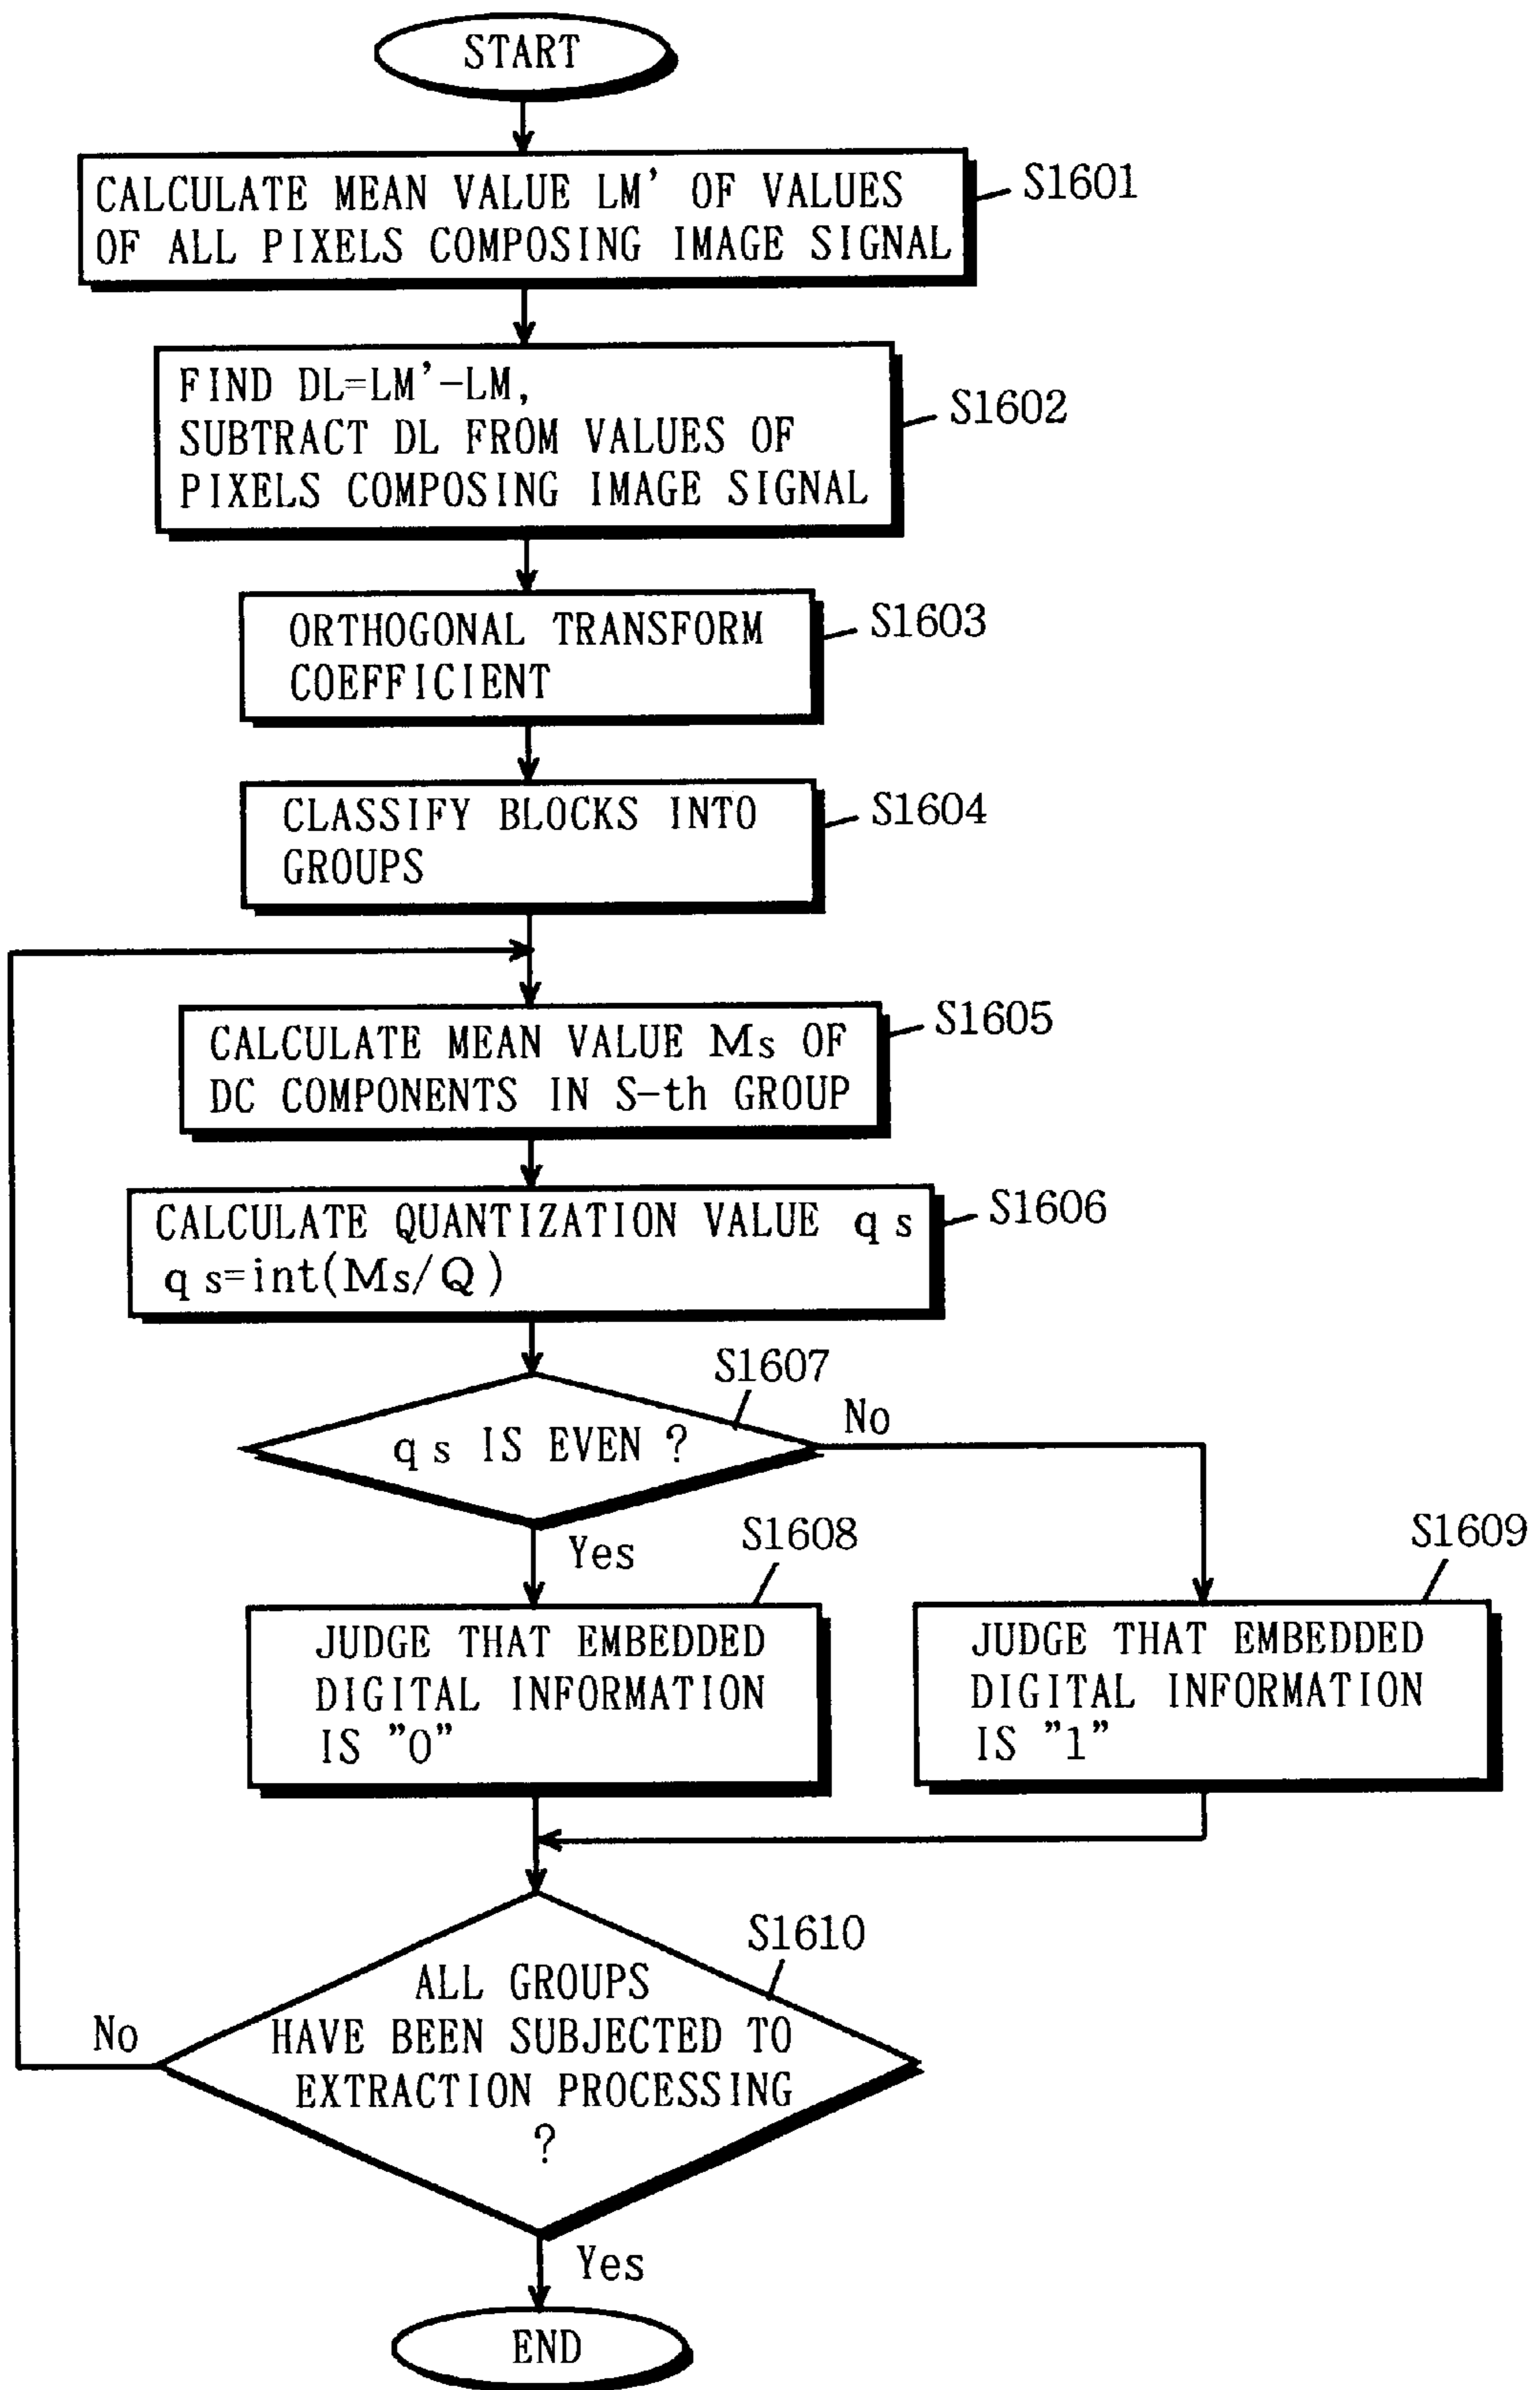 START
CALCULATE MEAN VALUE LM' OF VALUES
OF ALL PIXELS COMPOSING IMAGE SIGNAL
S1601
FIND DL=LM'-LM,
SUBTRACT DL FROM VALUES OF
PIXELS COMPOSING IMAGE SIGNAL
S1602
ORTHOGONAL TRANSFORM
COEFFICIENT
S1603
CLASSIFY BLOCKS INTO
GROUPS
S1604
CALCULATE MEAN VALUE Ms OF
DC COMPONENTS IN S-th GROUP
S1605
CALCULATE QUANTIZATION VALUE q s
q s=int(Ms/Q)
S1606
S1607
q s IS EVEN ?
No
Yes
S1608
JUDGE THAT EMBEDDED
DIGITAL INFORMATION
IS "0"
S1609
JUDGE THAT EMBEDDED
DIGITAL INFORMATION
IS "1"
S1610
ALL GROUPS
HAVE BEEN SUBJECTED TO
EXTRACTION PROCESSING
?
No
Yes
END